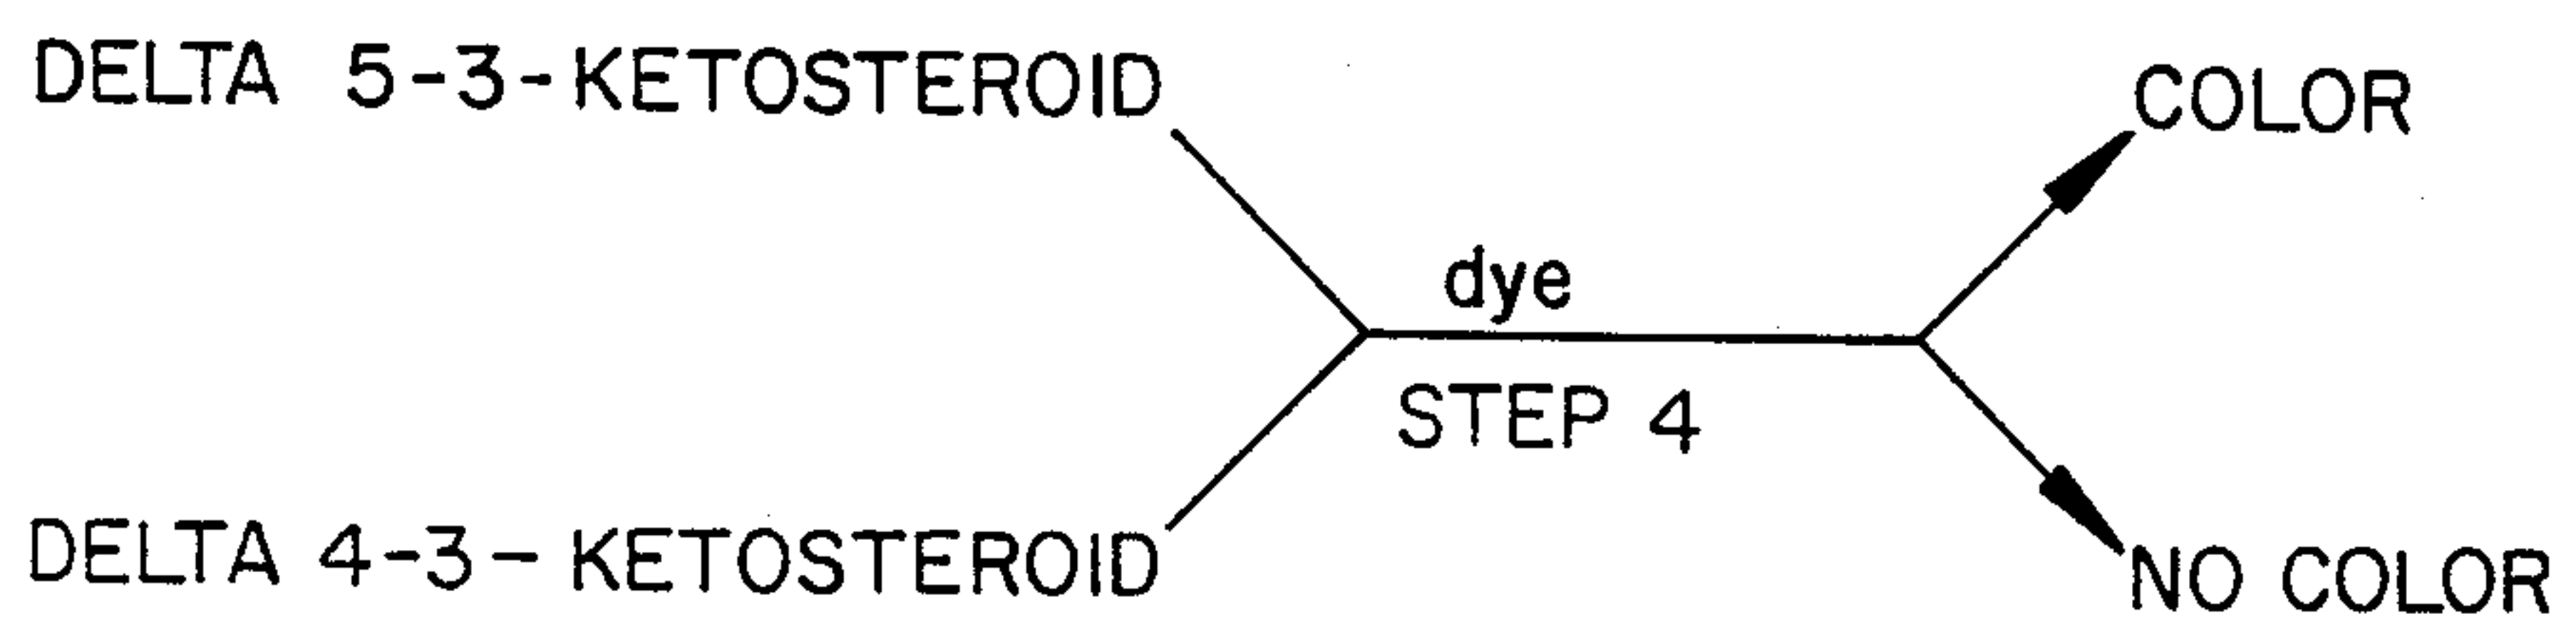 DELTA 5-3-KETOSTEROID
COLOR
dye
STEP 4
DELTA 4-3- KETOSTEROID
NO COLOR